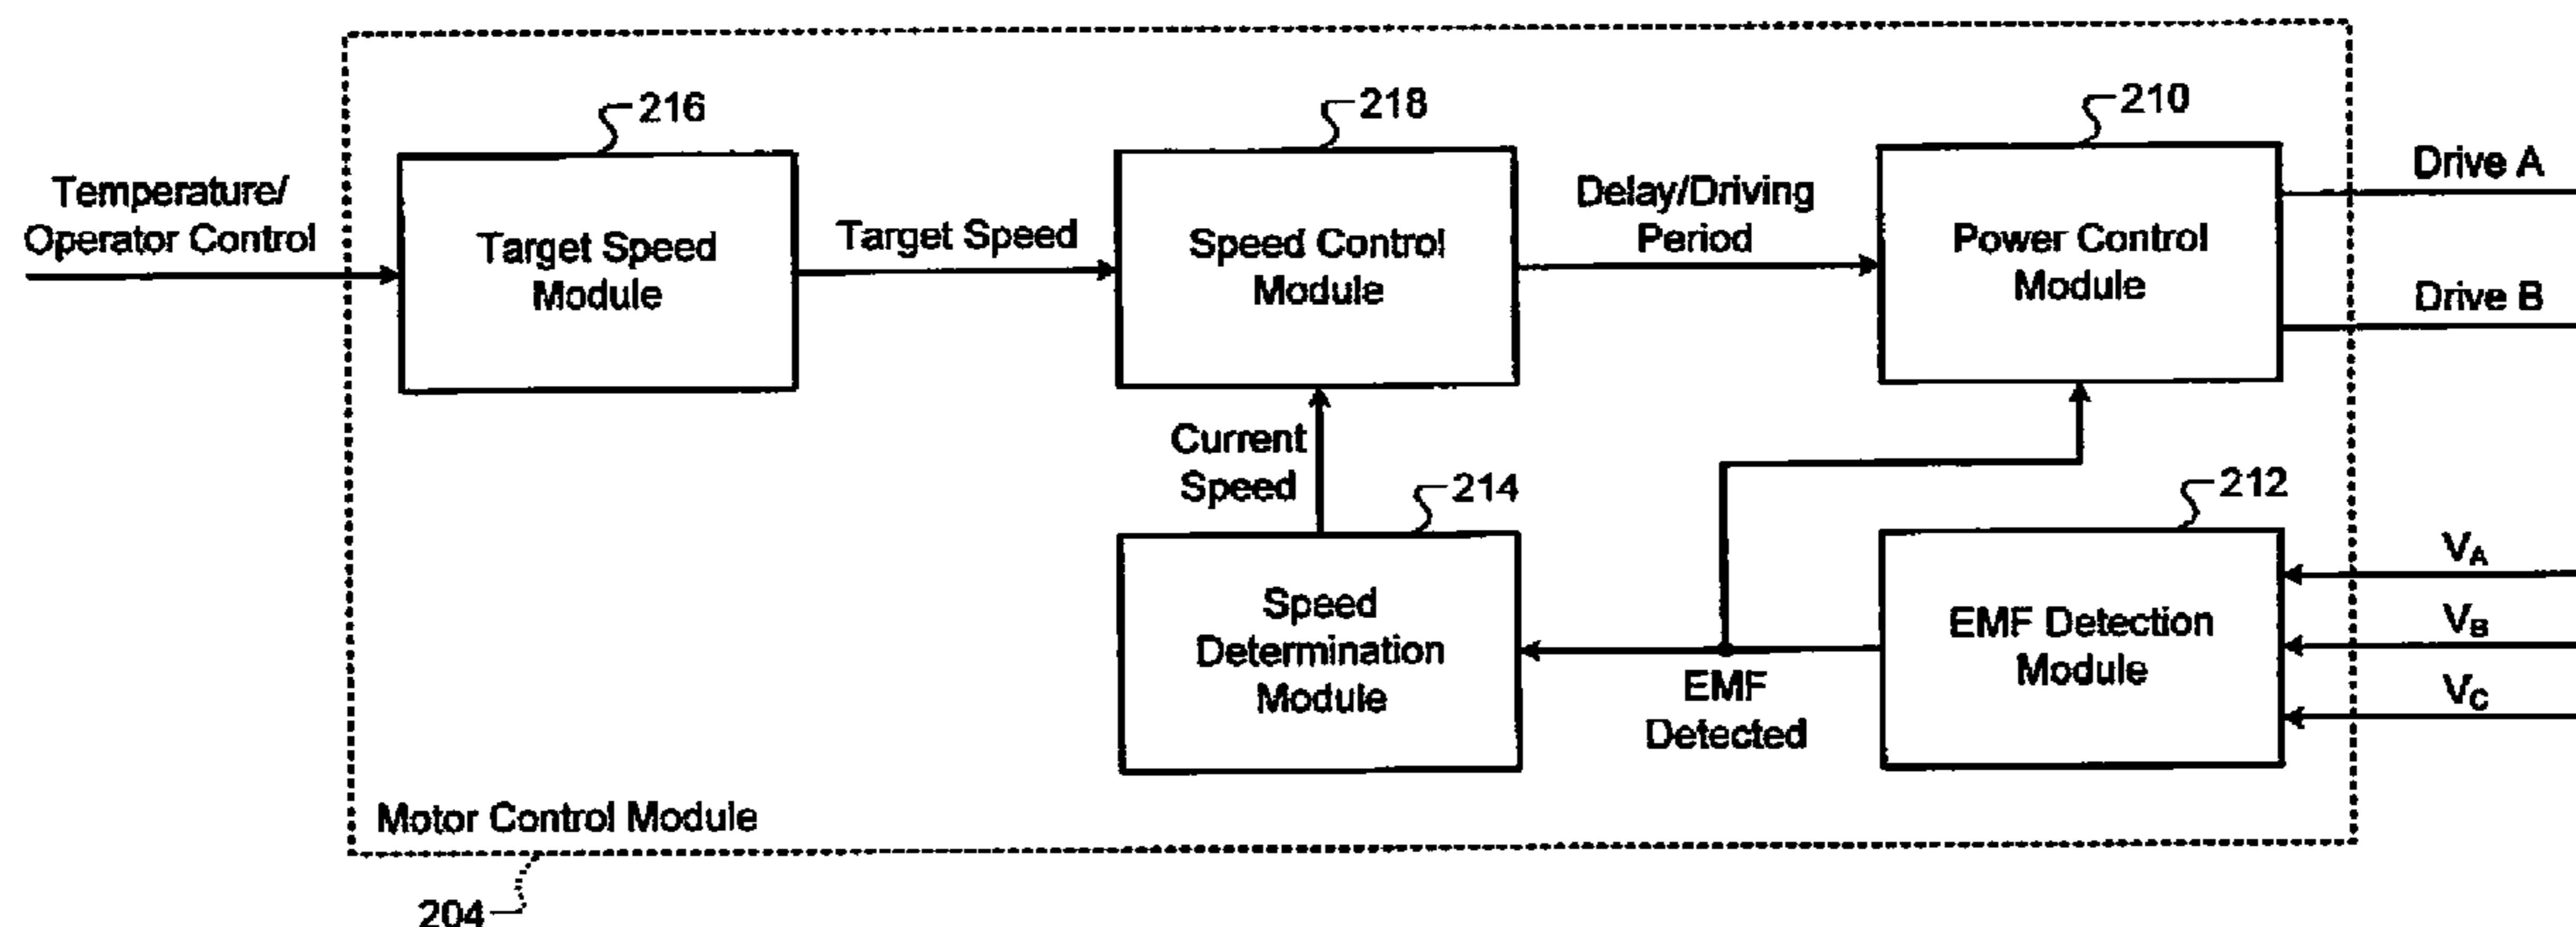 216
218
210
Temperature/
Operator Control
Target Speed
Module
Target Speed
Speed Control
Module
Delay/Driving
Period
Power Control
Module
Drive A
Drive B
Current
Speed
214
212
Speed
Determination
Module
EMF
Detected
EMF Detection
Module
VA
VB
VC
Motor Control Module
204